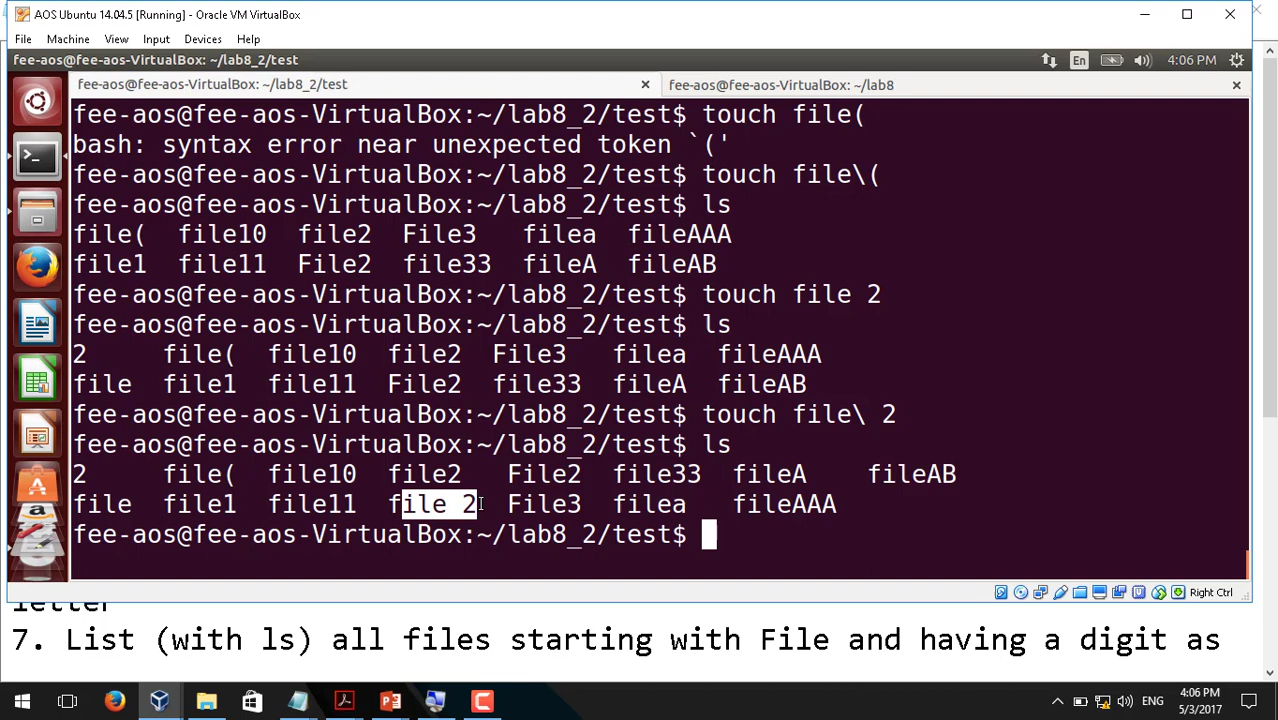 AOS Ubuntu 14.04.5 [Running] - Oracle VM VirtualBox
File Machine View Input Devices Help
fee-aos@fee-aos-VirtualBox: ~/lab8_2/test En 4:06 PM
fee-aos@fee-aos-VirtualBox: ~/lab8_2/test fee-aos@fee-aos-VirtualBox: ~/lab8
fee-aos@fee-aos-VirtualBox:~/lab8_2/test$ touch file(
bash: syntax error near unexpected token `('
fee-aos@fee-aos-VirtualBox:~/lab8_2/test$ touch file\(
fee-aos@fee-aos-VirtualBox:~/lab8_2/test$ ls
file( file10 file2 File3 filea fileAAA
file1 file11 File2 file33 fileA fileAB
fee-aos@fee-aos-VirtualBox:~/lab8_2/test$ touch file 2
fee-aos@fee-aos-VirtualBox:~/lab8_2/test$ ls
2 file( file10 file2 File3 filea fileAAA
file file1 file11 File2 file33 fileA fileAB
fee-aos@fee-aos-VirtualBox:~/lab8_2/test$ touch file\ 2
fee-aos@fee-aos-VirtualBox:~/lab8_2/test$ ls
2 file( file10 file2 File2 file33 fileA fileAB
file file1 file11 file 2 File3 filea fileAAA
fee-aos@fee-aos-VirtualBox:~/lab8_2/test$
Right Ctrl
letter
7. List (with ls) all files starting with File and having a digit as
ENG 4:06 PM
5/3/2017